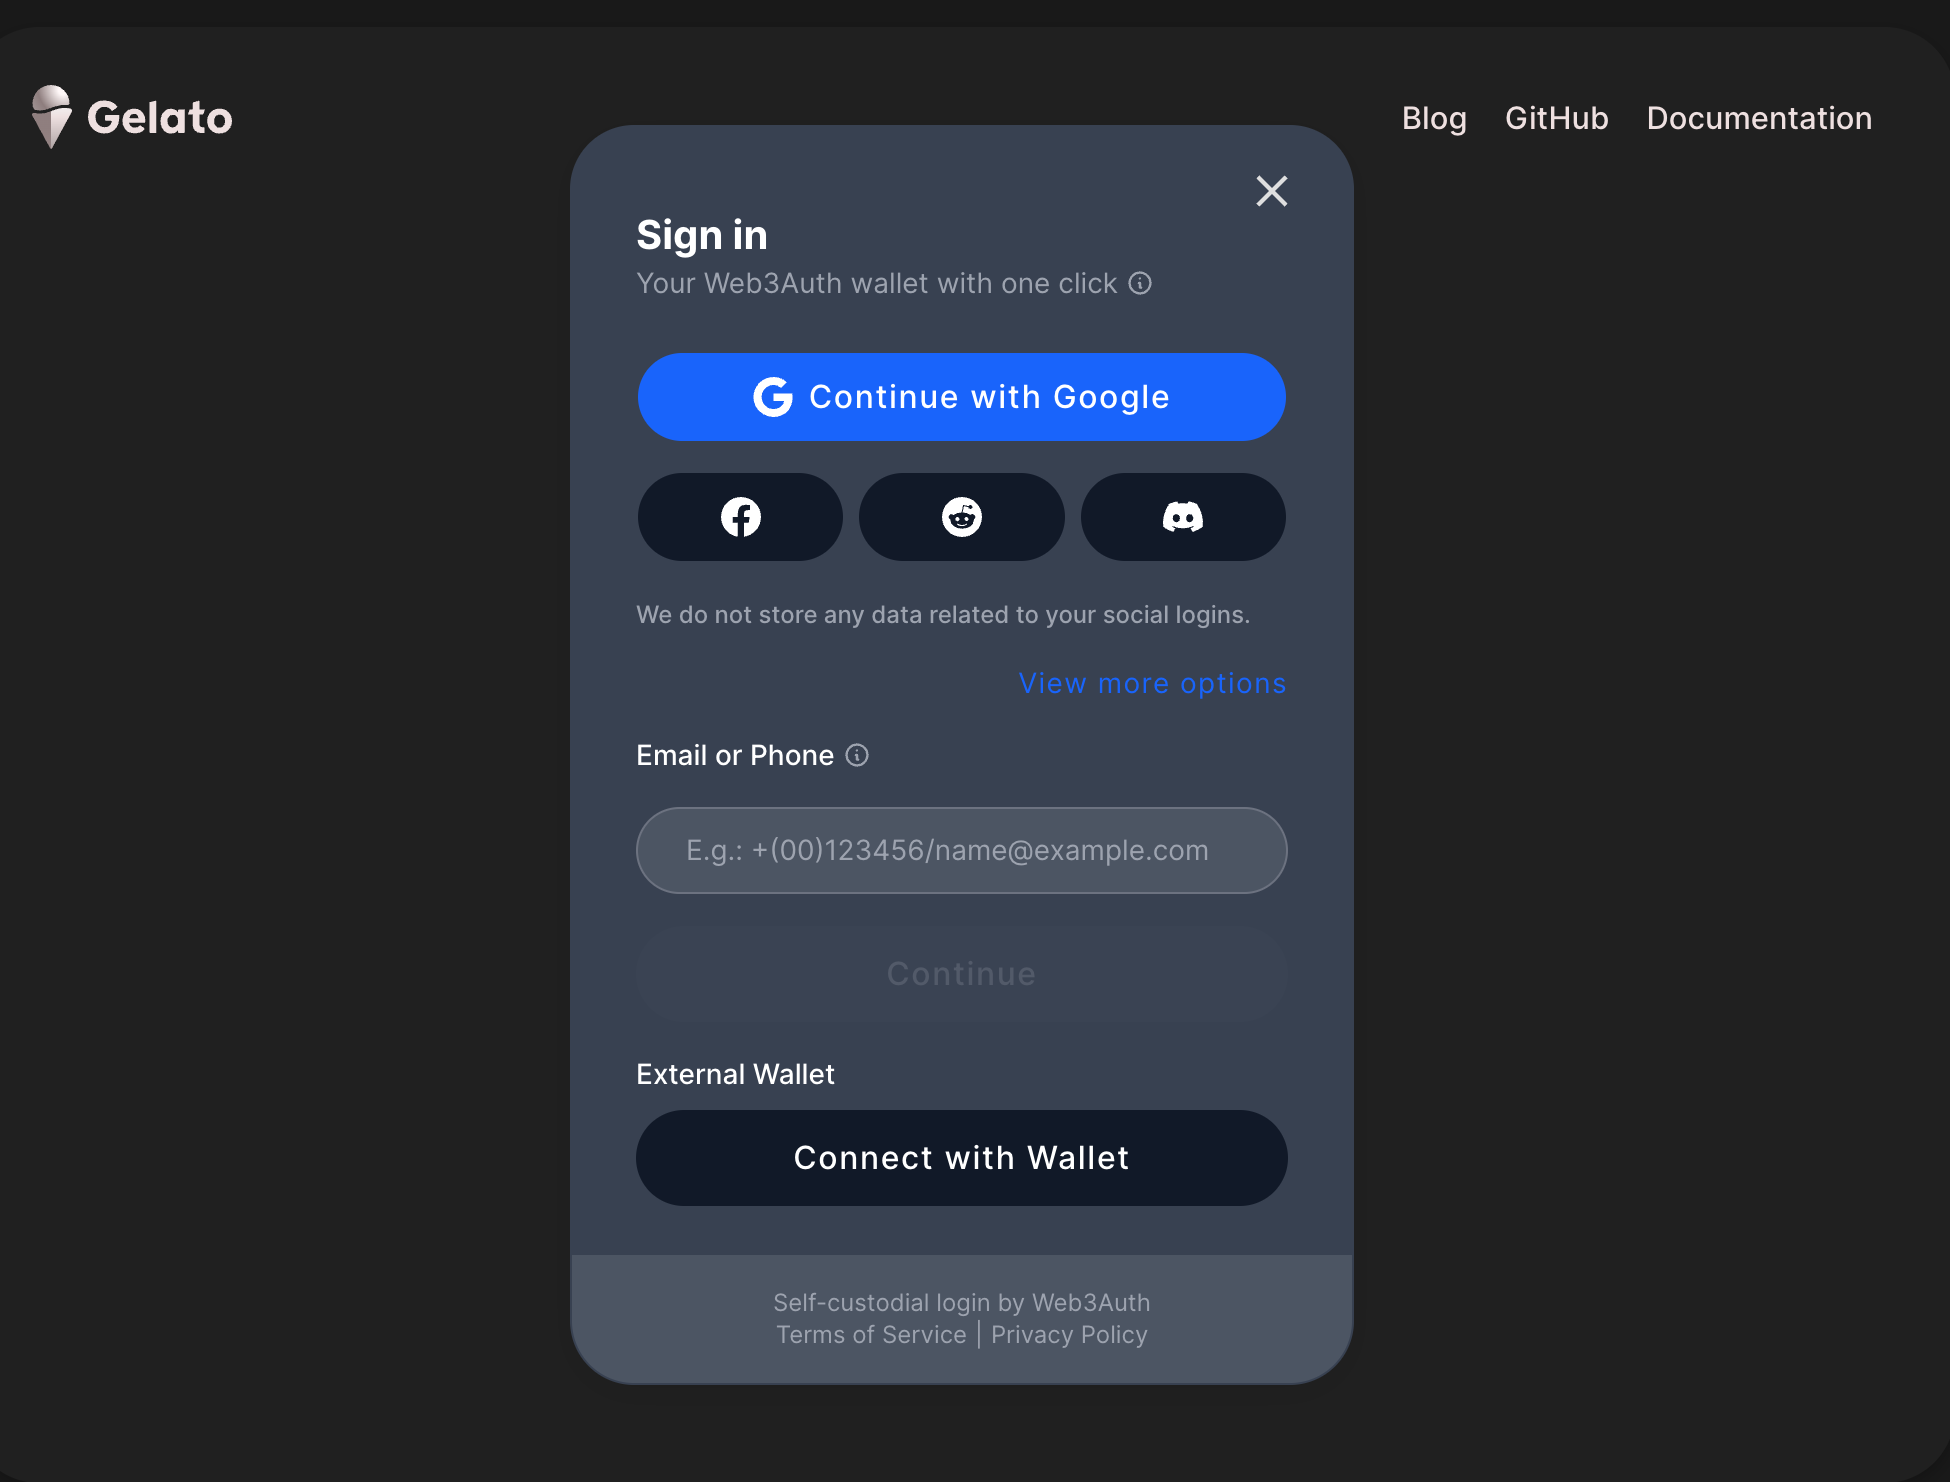 Gelato
Blog GitHub Documentation
Sign in
Your Web3Auth wallet with one click
Continue with Google
We do not store any data related to your social logins.
View more options
Email or Phone
E.g.: +(00)123456/name@example.com
Continue
External Wallet
Connect with Wallet
Self-custodial login by Web3Auth
Terms of Service | Privacy Policy